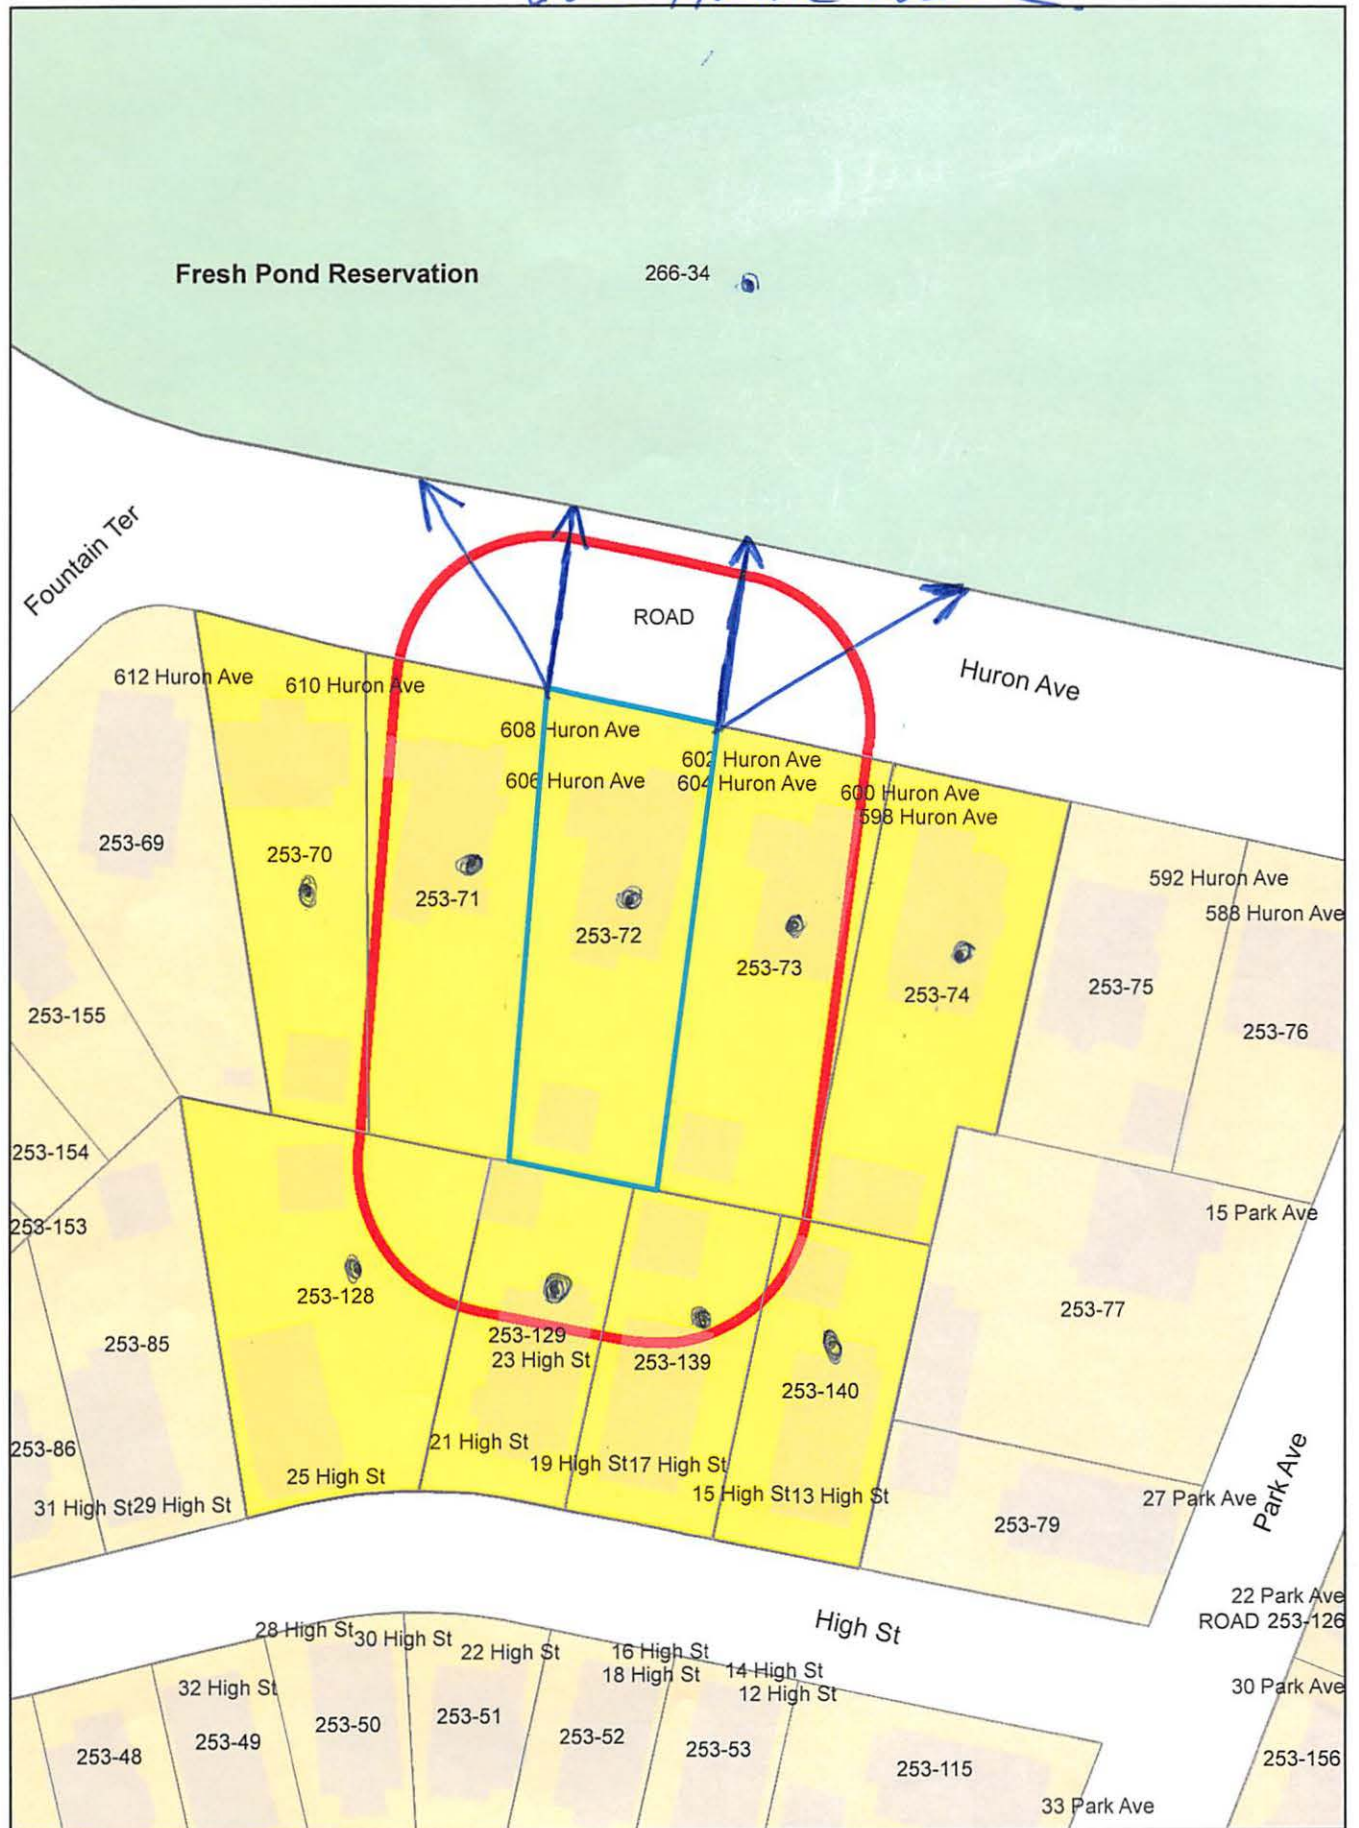 Fresh Pond Reservation
266-34
Fountain Ter
ROAD
Huron Ave
612 Huron Ave
610 Huron Ave
608 Huron Ave
602 Huron Ave
606 Huron Ave
604 Huron Ave
600 Huron Ave
598 Huron Ave
253-69
253-70
253-71
253-72
253-73
253-74
592 Huron Ave
588 Huron Ave
253-75
253-76
253-155
253-154
253-153
15 Park Ave
253-77
253-128
253-85
253-129
23 High St
253-139
253-140
253-86
21 High St
19 High St
17 High St
25 High St
15 High St
13 High St
31 High St
29 High St
27 Park Ave
Park Ave
253-79
22 Park Ave
ROAD 253-126
High St
28 High St
30 High St
22 High St
16 High St
18 High St
14 High St
12 High St
32 High St
30 Park Ave
253-48
253-49
253-50
253-51
253-52
253-53
253-115
253-156
33 Park Ave